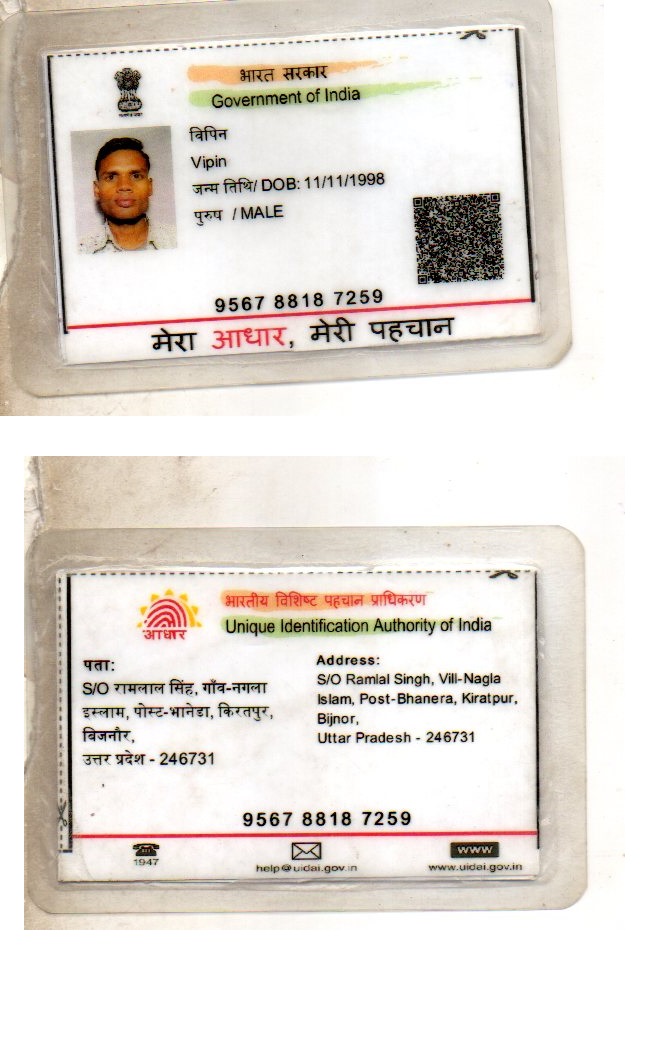 भारत सरकार
Government of India
विपिन
Vipin
जन्म तिथि/ DOB: 11/11/1998
पुरुष / MALE
9567 8818 7259
मेरा आधार, मेरी पहचान
भारतीय विशिष्ट पहचान प्राधिकरण
Unique Identification Authority of India
आधार
पता:
S/O रामलाल सिंह, गाँव-नगला
इस्लाम, पोस्ट-भानेडा, किरतपुर,
बिजनौर,
उत्तर प्रदेश - 246731
Address:
S/O Ramlal Singh, Vill-Nagla
Islam, Post-Bhanera, Kiratpur,
Bijnor,
Uttar Pradesh - 246731
9567 8818 7259
1947
help@uidai.gov.in
www
www.uidai.gov.in